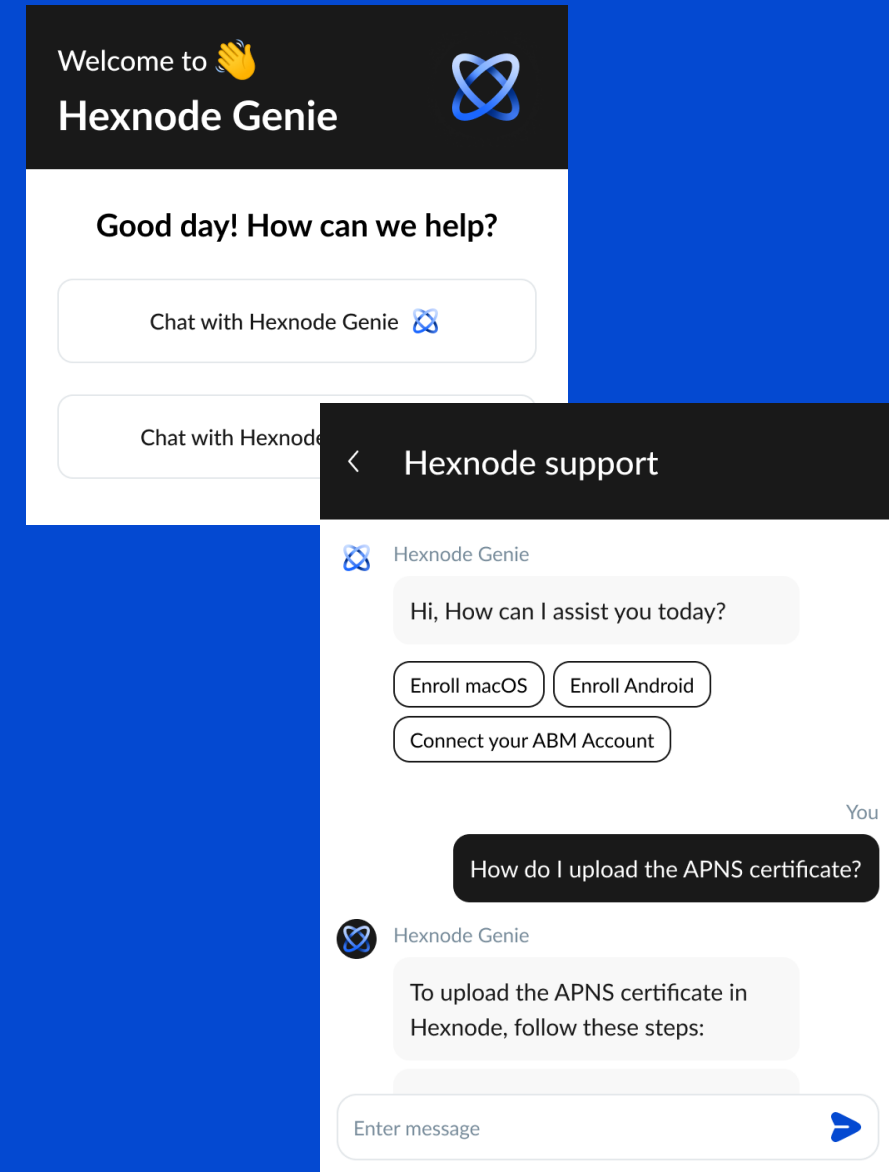 Welcome to 👋
Hexnode Genie
Good day! How can we help?
Chat with Hexnode Genie
Chat with Hexnode
Hexnode support
Hexnode Genie
Hi, How can I assist you today?
Enroll macOS
Enroll Android
Connect your ABM Account
You
How do I upload the APNS certificate?
Hexnode Genie
To upload the APNS certificate in
Hexnode, follow these steps:
Enter message